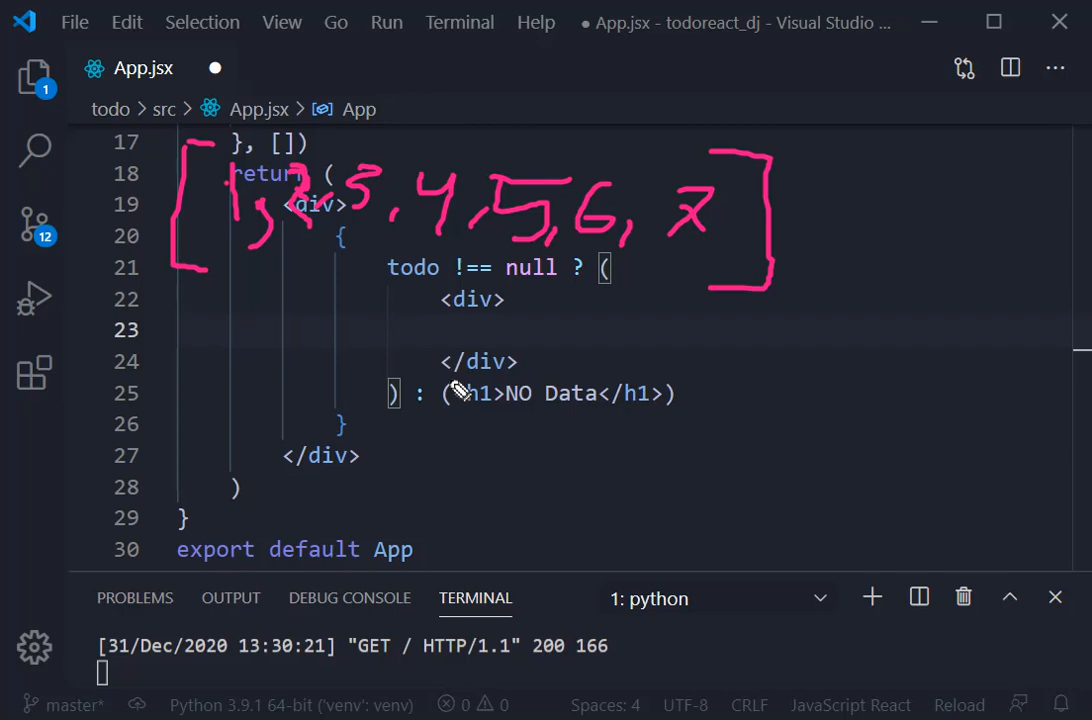 File Edit Selection View Go Run Terminal Help ● App.jsx - todoreact_dj - Visual Studio ...
App.jsx
1
todo > src > App.jsx > App
17 }, [])
18 return (
[ 1, 2, 3, 4, 5, 6, 7 ]
19 <div>
20 {
21 todo !== null ? (
22 <div>
23
24 </div>
25 ) : (<h1>NO Data</h1>)
26 }
27 </div>
28 )
29 }
30 export default App
12
PROBLEMS OUTPUT DEBUG CONSOLE TERMINAL 1: python
[31/Dec/2020 13:30:21] "GET / HTTP/1.1" 200 166
master* Python 3.9.1 64-bit ('venv': venv) 0 0 Spaces: 4 UTF-8 CRLF JavaScript React Reload